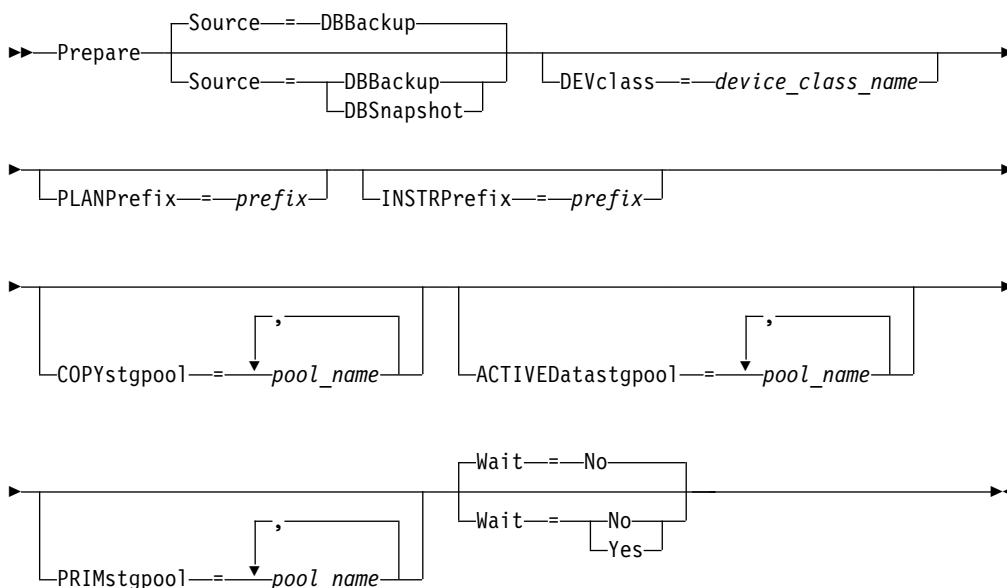 Source = DBBackup
Prepare
Source = DBBackup
DBSnapshot
DEVclass = device_class_name
PLANPrefix = prefix INSTRPrefix = prefix
, ,
COPYstgpool = pool_name ACTIVEDatastgpool = pool_name
Wait = No
, Wait = No
Yes
PRIMstgpool = pool_name